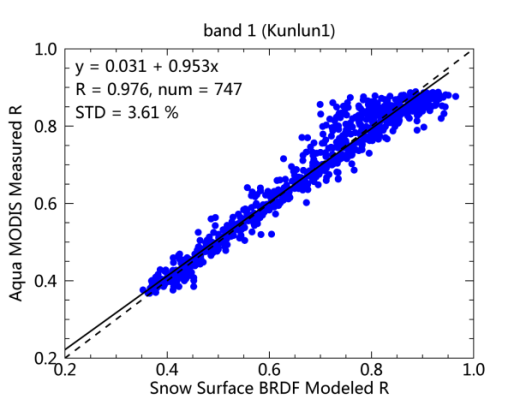 band 1 (Kunlun1)
y = 0.031 + 0.953x
R = 0.976, num = 747
STD = 3.61 %
Aqua MODIS Measured R
1.0
0.8
0.6
0.4
0.2
0.2 0.4 0.6 0.8 1.0
Snow Surface BRDF Modeled R